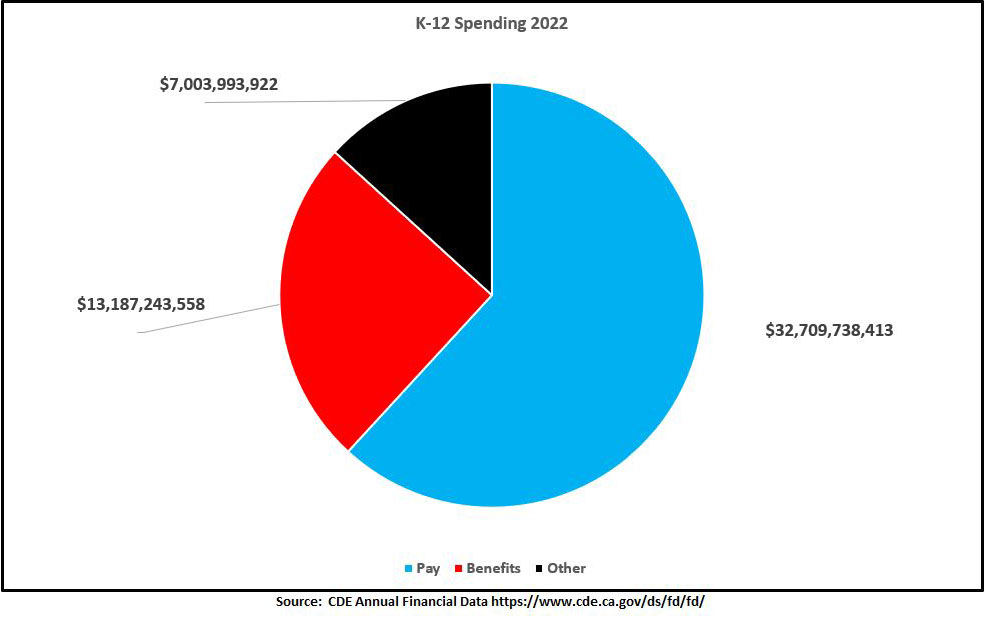 K-12 Spending 2022
$7,003,993,922
$13,187,243,558
$32,709,738,413
Pay Benefits Other
Source: CDE Annual Financial Data https://www.cde.ca.gov/ds/fd/fd/